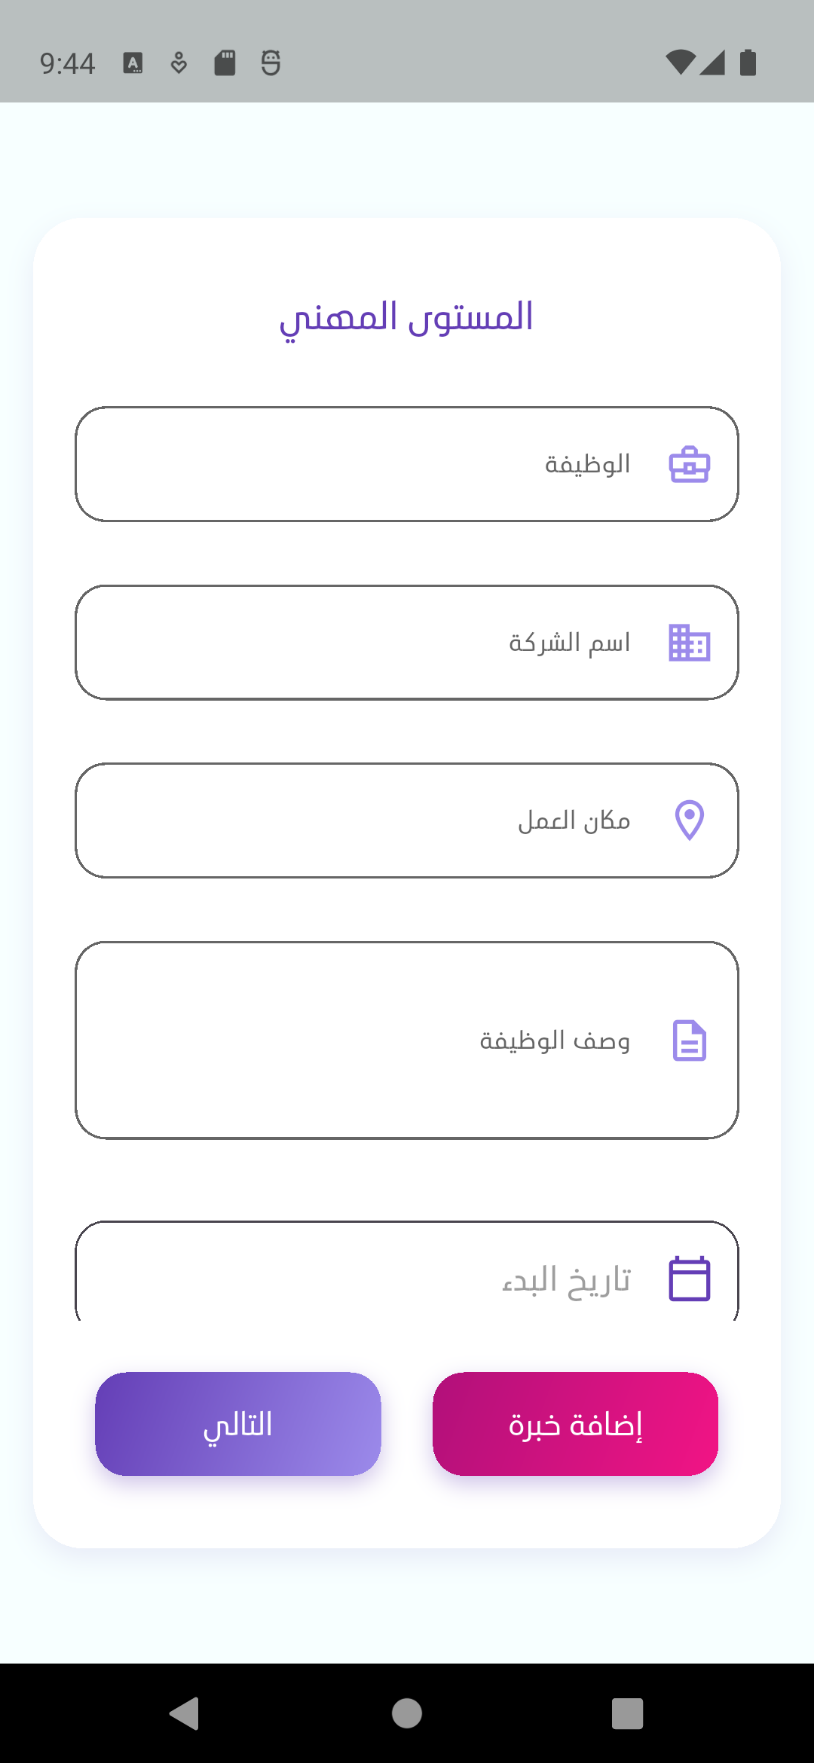 9:44
المستوى المهني
الوظيفة
اسم الشركة
مكان العمل
وصف الوظيفة
تاريخ البدء
إضافة خبرة
التالي